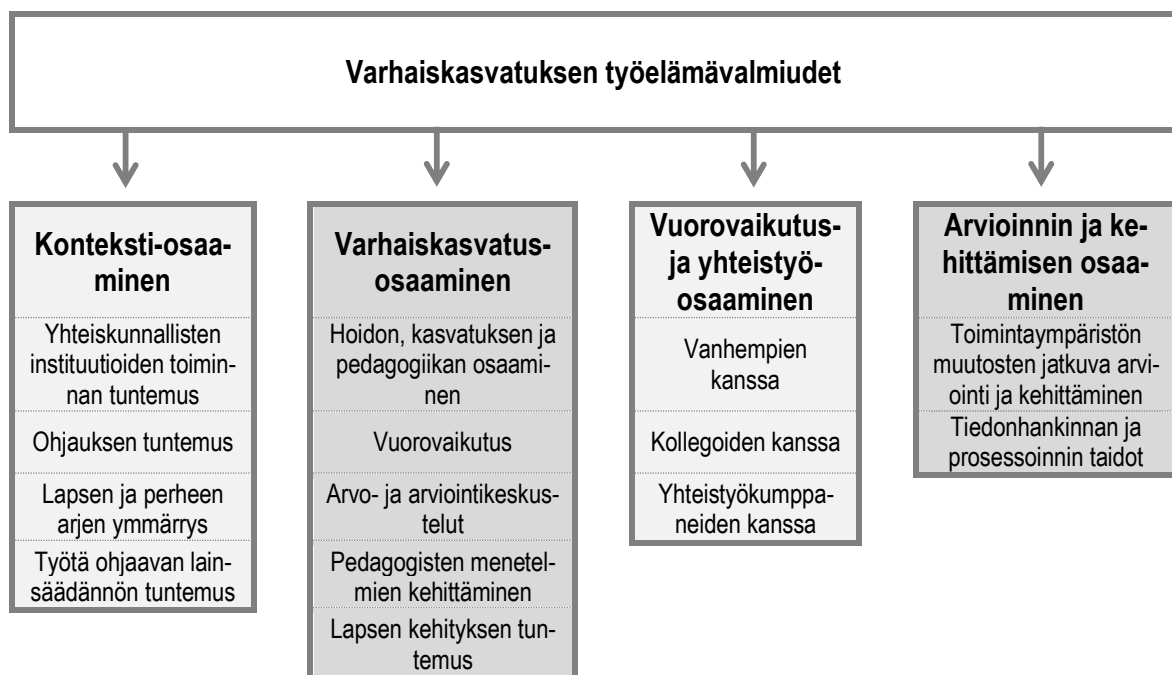 Varhaiskasvatuksen työelämävalmiudet
Konteksti-osaa-
minen
Yhteiskunnallisten
instituutioiden toimin-
nan tuntemus
Ohjauksen tuntemus
Lapsen ja perheen
arjen ymmärrys
Työtä ohjaavan lain-
säädännön tuntemus
Varhaiskasvatus-
osaaminen
Hoidon, kasvatuksen ja
pedagogiikan osaami-
nen
Vuorovaikutus
Arvo- ja arviointikeskus-
telut
Pedagogisten menetel-
mien kehittäminen
Lapsen kehityksen tun-
temus
Vuorovaikutus-
ja yhteistyö-
osaaminen
Vanhempien
kanssa
Kollegoiden kanssa
Yhteistyökumppa-
neiden kanssa
Arvioinnin ja ke-
hittämisen osaa-
minen
Toimintaympäristön
muutosten jatkuva arvi-
ointi ja kehittäminen
Tiedonhankinnan ja
prosessoinnin taidot